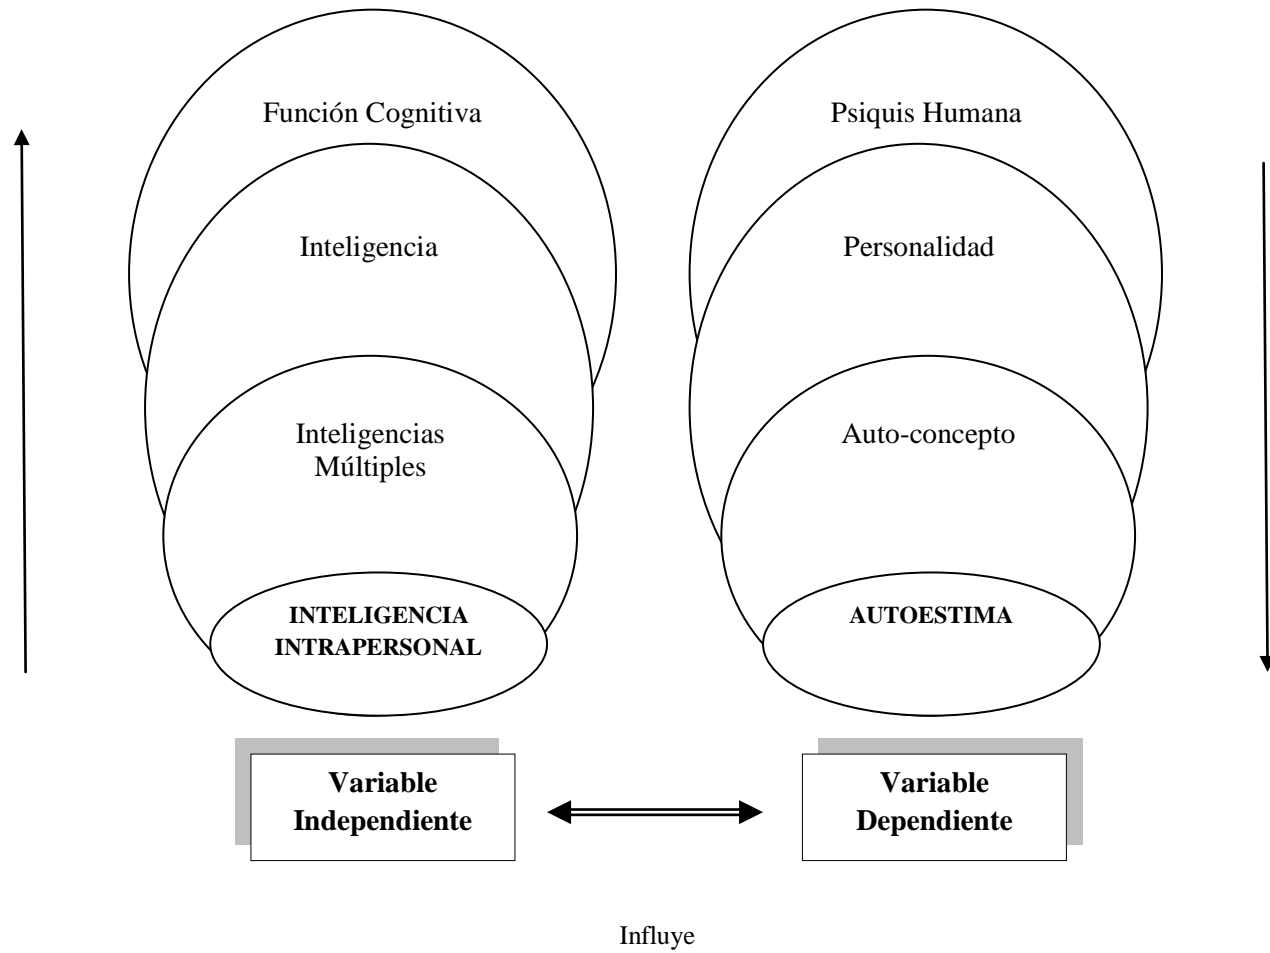 Función Cognitiva
Inteligencia
Inteligencias
Múltiples
INTELIGENCIA
INTRAPERSONAL
Variable
Independiente
Psiquis Humana
Personalidad
Auto-concepto
AUTOESTIMA
Variable
Dependiente
Influye